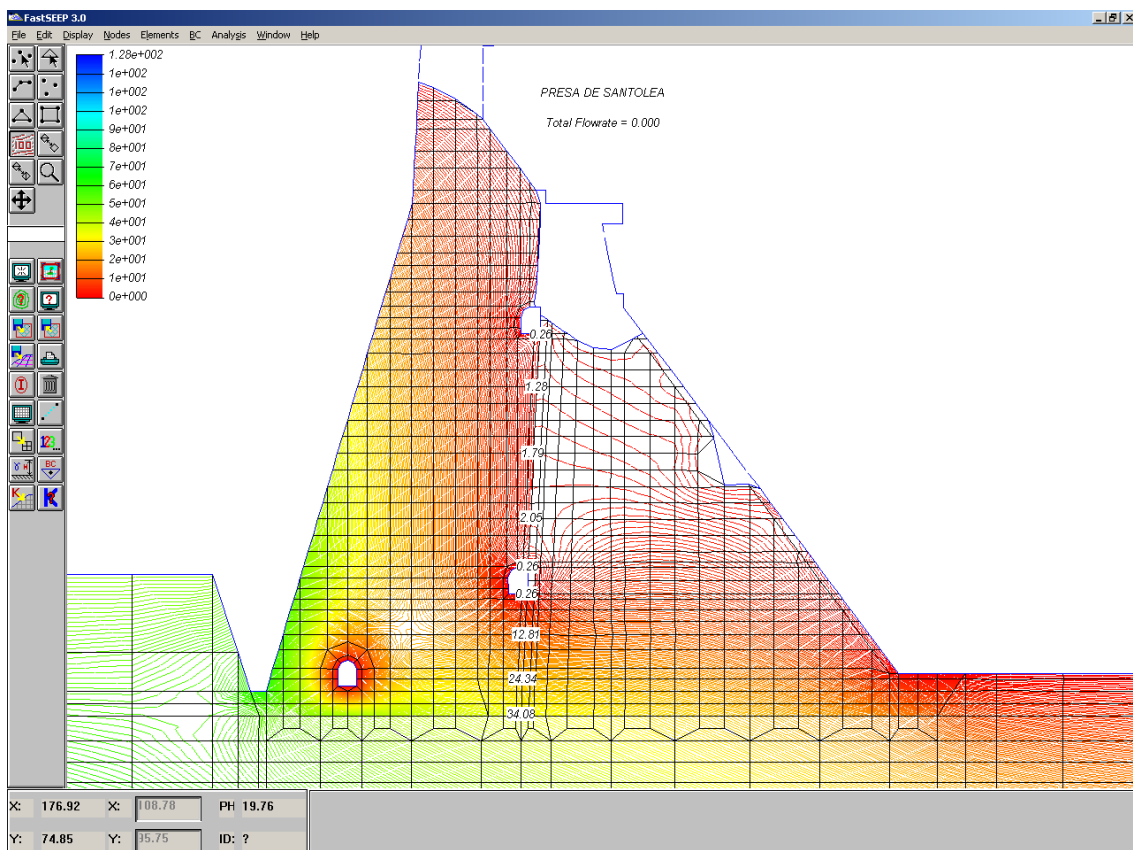 FastSEEP 3.0
File Edit Display Nodes Elements BC Analysis Window Help
1.28e+002
1e+002
1e+002
1e+002
9e+001
8e+001
7e+001
6e+001
5e+001
4e+001
3e+001
2e+001
1e+001
0e+000
PRESA DE SANTOLEA
Total Flowrate = 0.000
100
123...
BC
K
K
0.26
1.28
1.79
2.05
0.26
0.26
12.81
24.34
34.08
X: 176.92 X: 108.78 PH 19.76
Y: 74.85 Y: 95.75 ID: ?